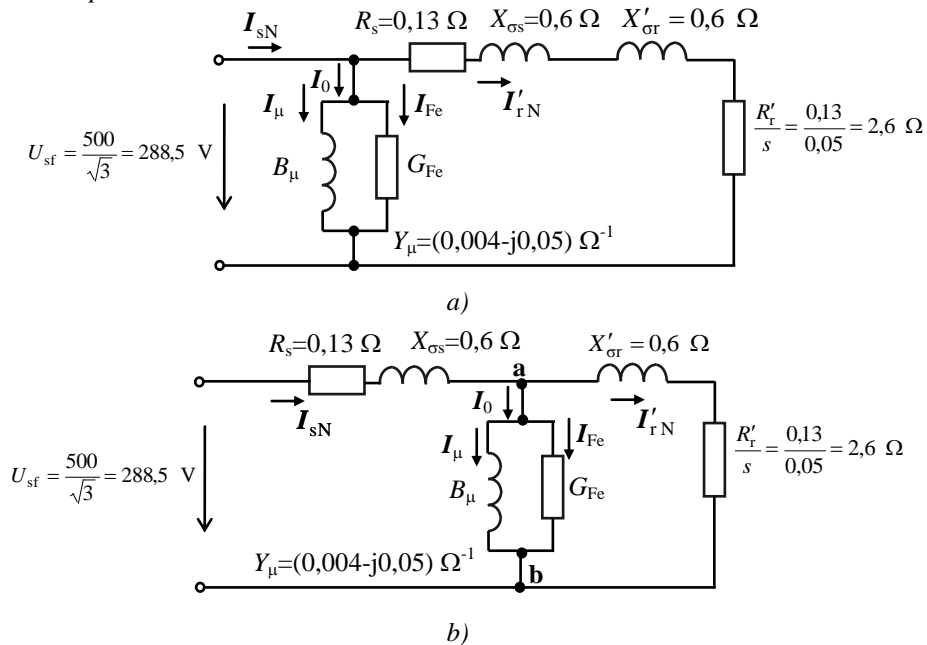 R_s=0,13 Ω X_σs=0,6 Ω X′_σr = 0,6 Ω
I_sN
I_0
I_μ I_Fe I′_r N
U_sf = 500/√3 = 288,5 V
B_μ G_Fe
R′_r/s = 0,13/0,05 = 2,6 Ω
Y_μ=(0,004-j0,05) Ω⁻¹
a)
R_s=0,13 Ω X_σs=0,6 Ω X′_σr = 0,6 Ω
a
I_sN I_0 I′_r N
I_μ I_Fe
U_sf = 500/√3 = 288,5 V
B_μ G_Fe
R′_r/s = 0,13/0,05 = 2,6 Ω
Y_μ=(0,004-j0,05) Ω⁻¹ b
b)